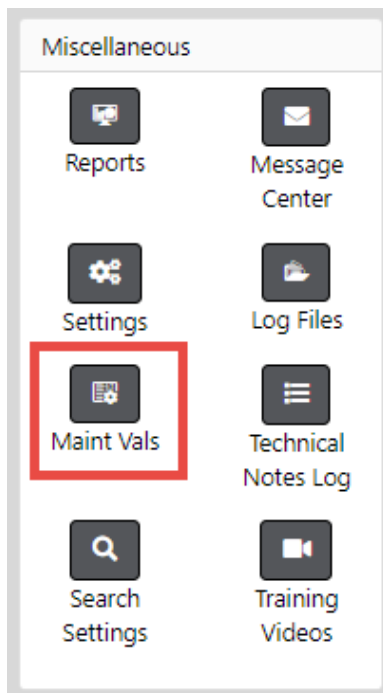 Miscellaneous
Reports
Message
Center
Settings
Log Files
Maint Vals
Technical
Notes Log
Search
Settings
Training
Videos